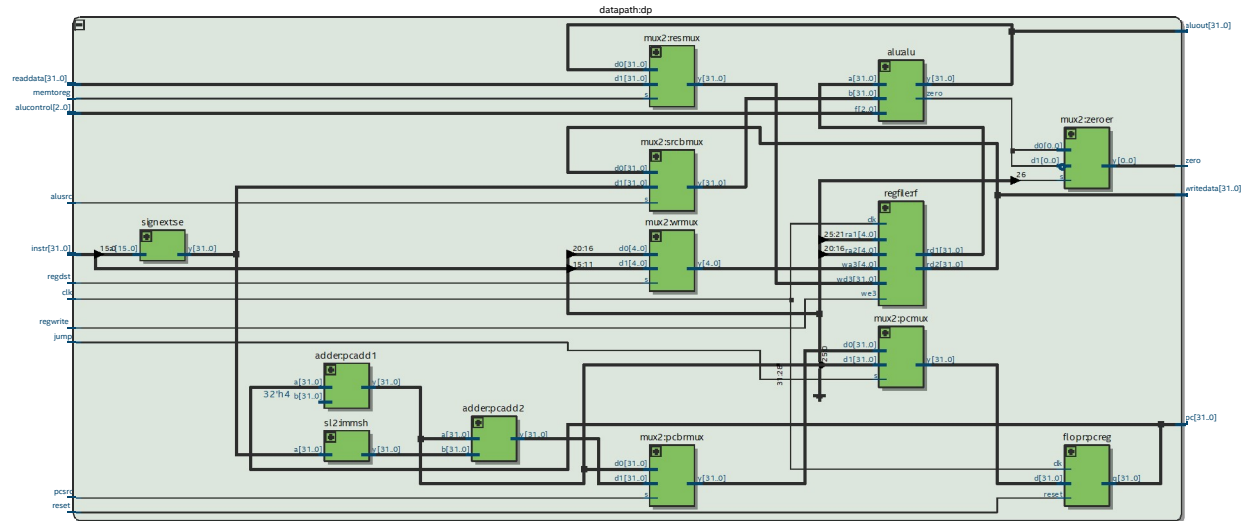 datapath:dp
readdata[31..0]
memtoreg
alucontrol[2..0]
alusrc
instr[31..0]
regdst
clk
regwrite
jump
pcsrc
reset
mux2:resmux
d0[31..0]
d1[31..0]
s
y[31..0]
alu:alu
a[31..0]
b[31..0]
f[2..0]
y[31..0]
zero
aluout[31..0]
mux2:zeroer
d0[0..0]
d1[0..0]
s
y[0..0]
26
zero
writedata[31..0]
mux2:srcbmux
d0[31..0]
d1[31..0]
s
y[31..0]
signext:se
15:0
a[15..0]
y[31..0]
mux2:wrmux
20:16
d0[4..0]
15:11
d1[4..0]
s
y[4..0]
regfile:rf
clk
25:21
ra1[4..0]
20:16
ra2[4..0]
wa3[4..0]
wd3[31..0]
we3
rd1[31..0]
rd2[31..0]
mux2:pcmux
d0[31..0]
d1[31..0]
s
y[31..0]
25:0
31:28
adder:pcadd1
a[31..0]
32'h4
b[31..0]
y[31..0]
sl2:immsh
a[31..0]
y[31..0]
adder:pcadd2
a[31..0]
b[31..0]
y[31..0]
mux2:pcbrmux
d0[31..0]
d1[31..0]
s
y[31..0]
flopr:pcreg
clk
d[31..0]
reset
q[31..0]
pc[31..0]